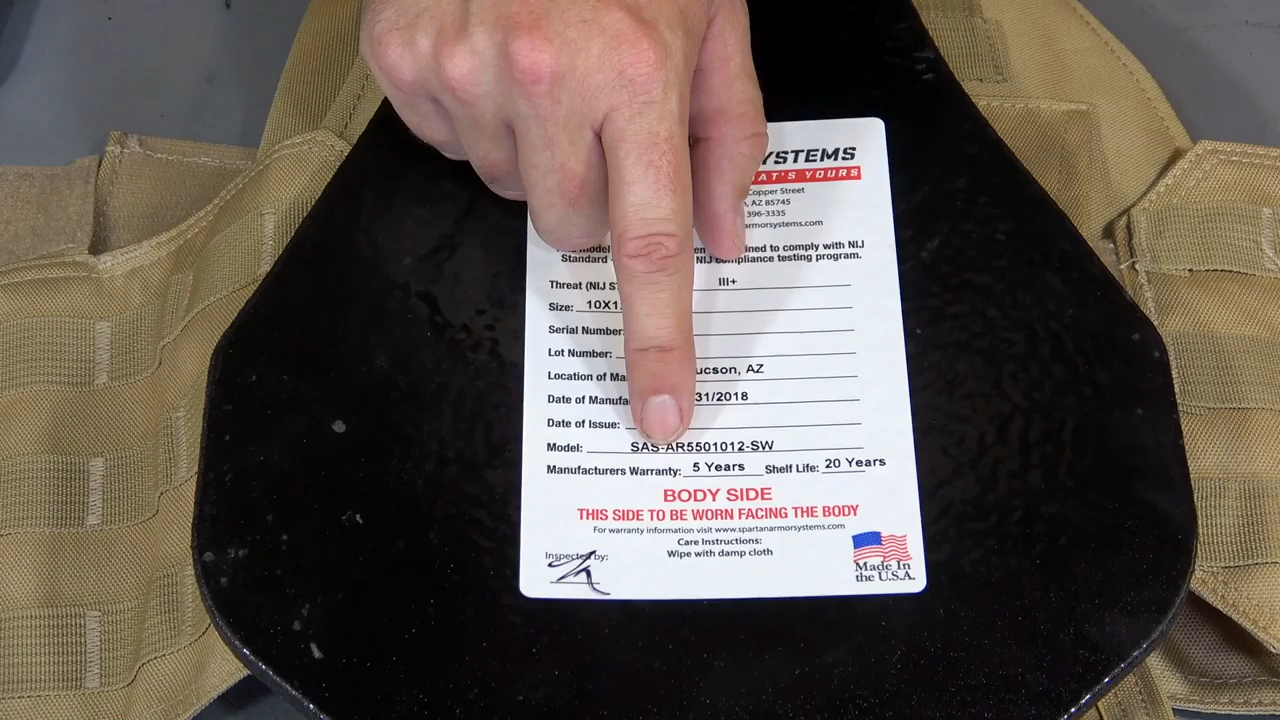 YSTEMS
AT'S YOURS
Copper Street
, AZ 85745
396-3335
armorsystems.com
model to comply with NIJ
Standard - NIJ compliance testing program.
Threat (NIJ S III+
Size: 10X1
Serial Number:
Lot Number:
Location of Ma ucson, AZ
Date of Manufa 31/2018
Date of Issue:
Model: SAS-AR5501012-SW
Manufacturers Warranty: 5 Years Shelf Life: 20 Years
BODY SIDE
THIS SIDE TO BE WORN FACING THE BODY
For warranty information visit www.spartanarmorsystems.com
Care Instructions:
Wipe with damp cloth
Inspected by:
Made In
the U.S.A.